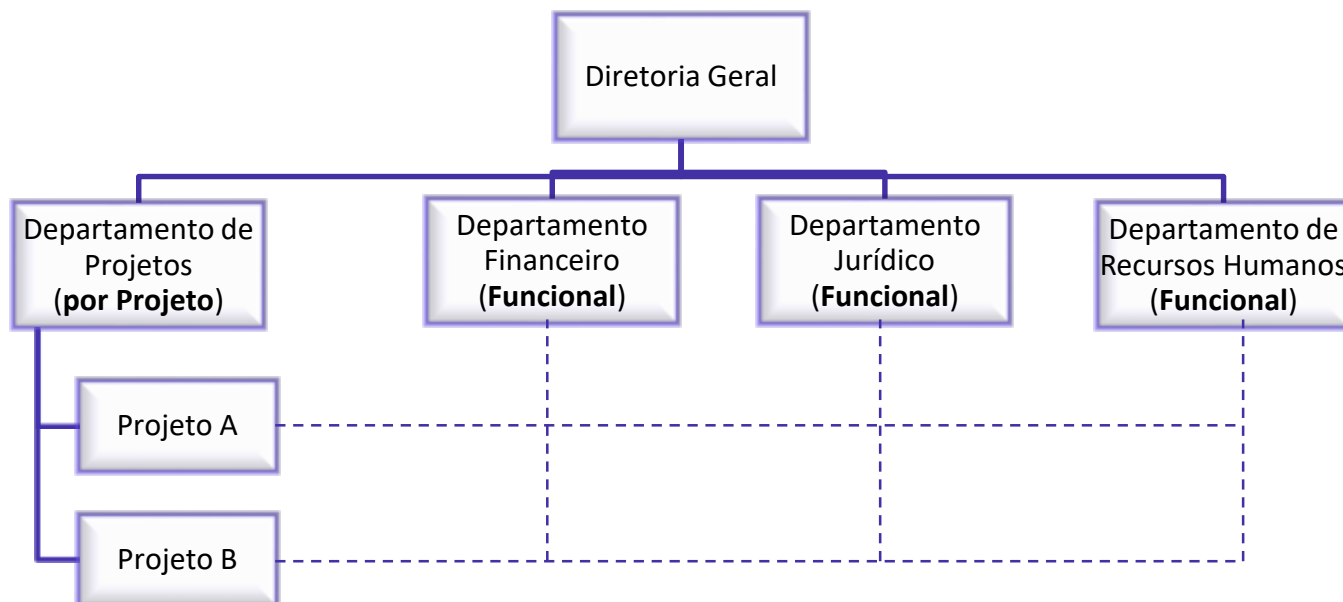 Diretoria Geral
Departamento de
Projetos
(por Projeto)
Departamento
Financeiro
(Funcional)
Departamento
Jurídico
(Funcional)
Departamento de
Recursos Humanos
(Funcional)
Projeto A
Projeto B